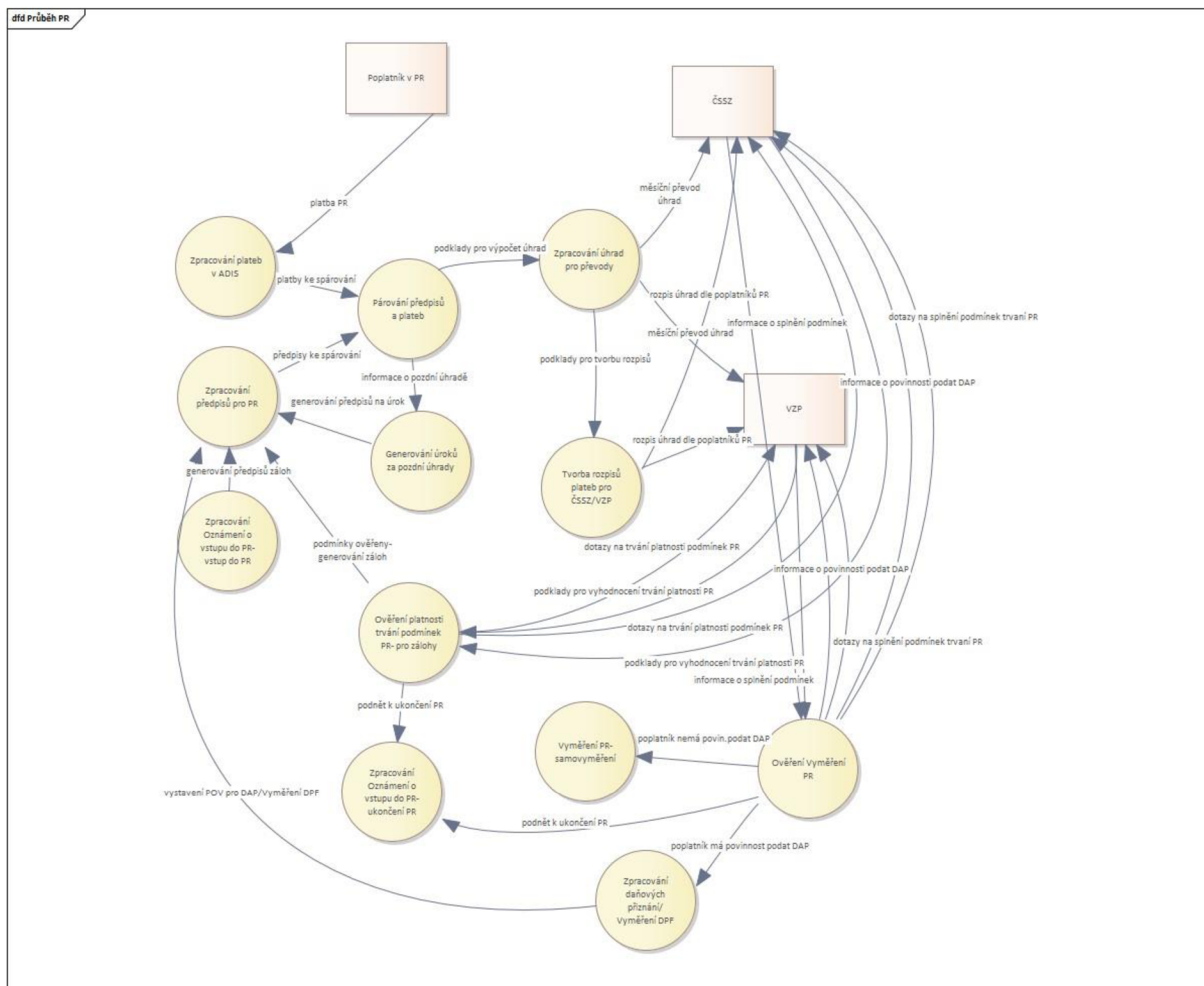 dfd Průběh PR
Poplatník v PR
ČSSZ
platba PR
měsíční převod
úhrad
Zpracování plateb
v ADIS
podklady pro výpočet úhrad
Zpracování úhrad
pro převody
platby ke spárování
Párování předpisů
a plateb
rozpis úhrad dle poplatníků PR
informace o splnění podmínek
dotazy na splnění podmínek trvaní PR
měsíční převod úhrad
předpisy ke spárování
podklady pro tvorbu rozpisů
informace o pozdní úhradě
informace o povinnosti podat DAP
Zpracování
předpisů pro PR
generování předpisů na úrok
VZP
Generování úroků
za pozdní úhrady
rozpis úhrad dle poplatníků PR
generování předpisů záloh
Tvorba rozpisů
plateb pro
ČSSZ/VZP
Zpracování
Oznámení o
vstupu do PR-
vstup do PR
podmínky ověřeny-
generování záloh
dotazy na trvání platnosti podmínek PR
informace o povinnosti podat DAP
podklady pro vyhodnocení trvání platnosti PR
Ověření platnosti
trvání podmínek
PR- pro zálohy
dotazy na trvání platnosti podmínek PR
dotazy na splnění podmínek trvaní PR
podklady pro vyhodnocení trvání platnosti PR
informace o splnění podmínek
podnět k ukončení PR
Vyměření PR-
samovyměření
poplatník nemá povin.podat DAP
Ověření Vyměření
PR
Zpracování
Oznámení o
vstupu do PR-
ukončení PR
vystavení POV pro DAP/Vyměření DPF
podnět k ukončení PR
poplatník má povinnost podat DAP
Zpracování
daňových
přiznání/
Vyměření DPF